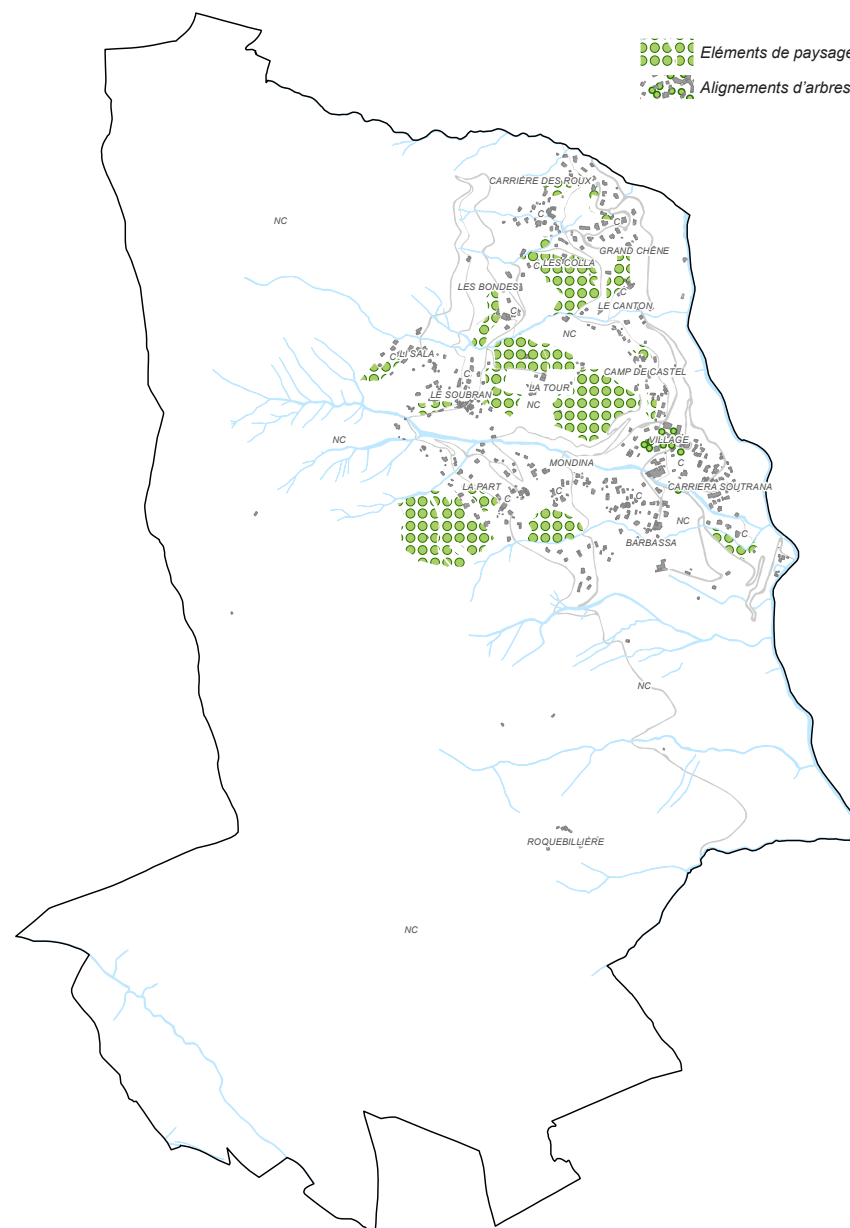 Eléments de paysage
Alignements d'arbres
CARRIÈRE DES ROUX
C
C
NC
GRAND CHÊNE
C LES COLLA
LES BONDES
C
LE CANTON
C
NC
LI SALA
C
C
CAMP DE CASTEL
LA TOUR
LE SOUBRAN
NC
NC
VILLAGE
MONDINA
C
LA PART
CARRIERA SOUTRANA
C
C
C
NC
C
BARBASSA
NC
ROQUEBILLIÈRE
NC